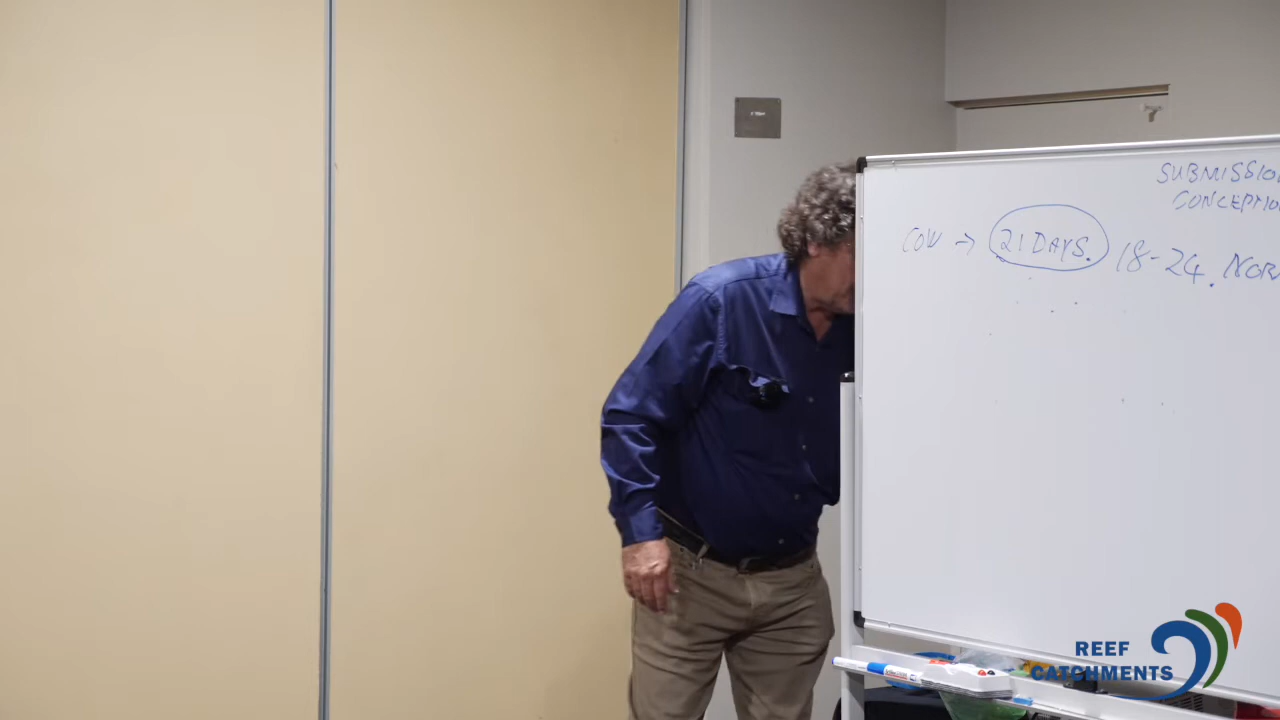 SUBMISSIO
CONCEPTIO
COW → 21 DAYS. 18-24. NOR
REEF
CATCHMENTS